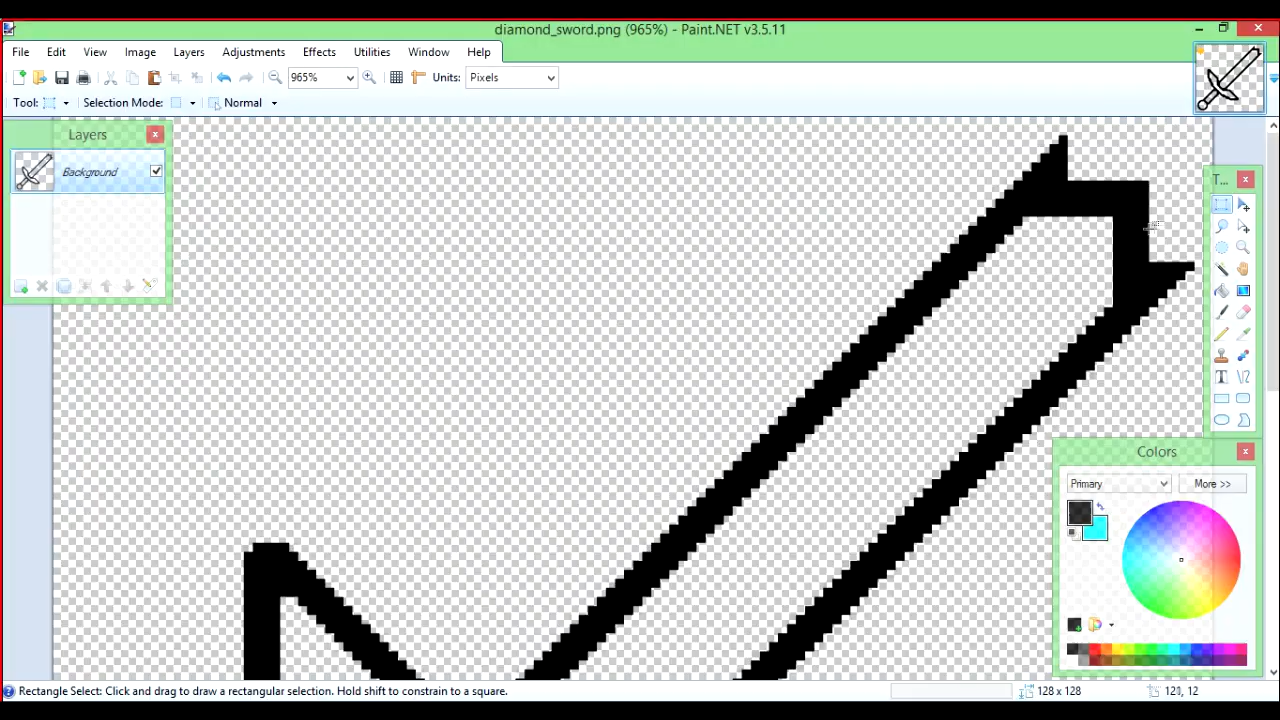 diamond_sword.png (965%) - Paint.NET v3.5.11
File Edit View Image Layers Adjustments Effects Utilities Window Help
965% Units: Pixels
Tool: Selection Mode: Normal
Layers
Background
T...
Colors
Primary More >>
Rectangle Select: Click and drag to draw a rectangular selection. Hold shift to constrain to a square.
128 x 128